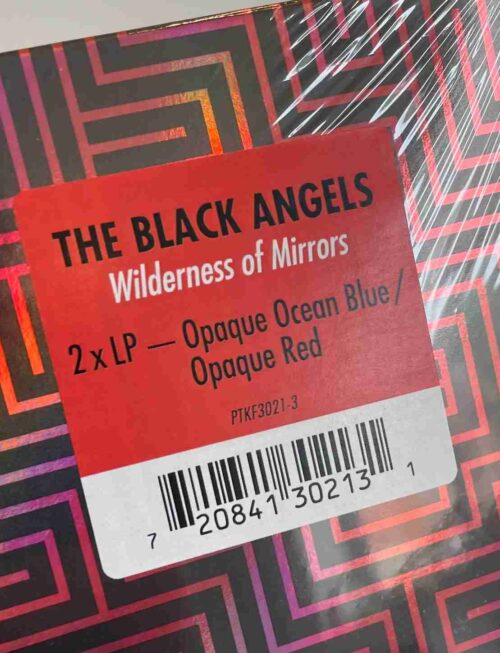 THE BLACK ANGELS
Wilderness of Mirrors
2 x LP – Opaque Ocean Blue /
Opaque Red
PTKF3021-3
7 20841 30213 1